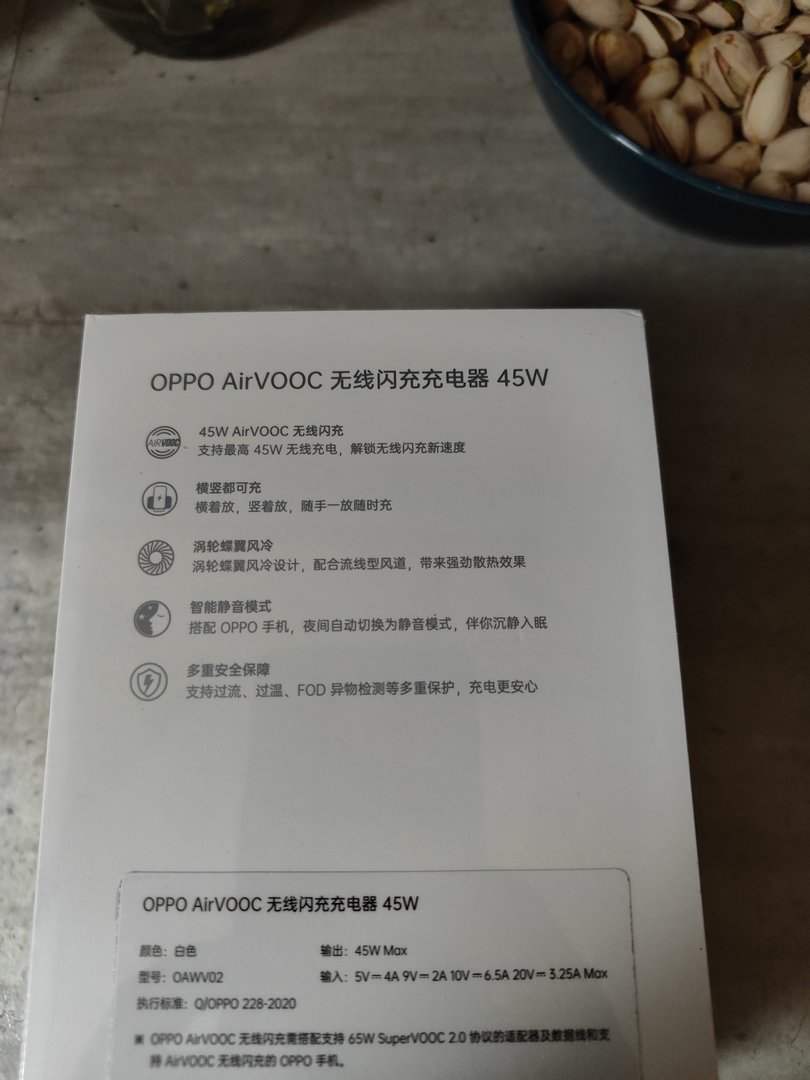 OPPO AirVOOC 无线闪充充电器 45W
AIRVOOC
45W AirVOOC 无线闪充
支持最高 45W 无线充电，解锁无线闪充新速度
横竖都可充
横着放，竖着放，随手一放随时充
涡轮蝶翼风冷
涡轮蝶翼风冷设计，配合流线型风道，带来强劲散热效果
智能静音模式
搭配 OPPO 手机，夜间自动切换为静音模式，伴你沉静入眠
多重安全保障
支持过流、过温、FOD 异物检测等多重保护，充电更安心
OPPO AirVOOC 无线闪充充电器 45W
颜色：白色 输出：45W Max
型号：OAWV02 输入：5V⎓4A 9V⎓2A 10V⎓6.5A 20V⎓3.25A Max
执行标准：Q/OPPO 228-2020
※ OPPO AirVOOC 无线闪充需搭配支持 65W SuperVOOC 2.0 协议的适配器及数据线和支
持 AirVOOC 无线闪充的 OPPO 手机。